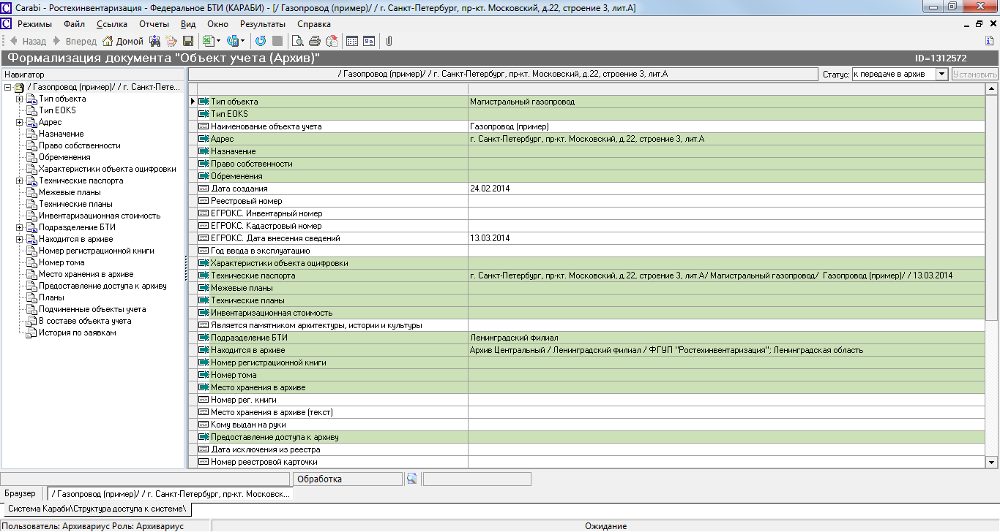 Carabi - Ростехинвентаризация - Федеральное БТИ (КАРАБИ) - [/ Газопровод (пример)/ / г. Санкт-Петербург, пр-кт. Московский, д.22, строение 3, лит.А]
Режимы Файл Ссылка Отчеты Вид Окно Результаты Справка
Назад Вперед Домой
Формализация документа "Объект учета (Архив)" ID=1312572
Навигатор
/ Газопровод (пример)/ / г. Санкт-Пете...
Тип объекта
Тип EOKS
Адрес
Назначение
Право собственности
Обременения
Характеристики объекта оцифровки
Технические паспорта
Межевые планы
Технические планы
Инвентаризационная стоимость
Подразделение БТИ
Находится в архиве
Номер регистрационной книги
Номер тома
Место хранения в архиве
Предоставление доступа к архиву
Планы
Подчиненные объекты учета
В составе объекта учета
История по заявкам
/ Газопровод (пример)/ / г. Санкт-Петербург, пр-кт. Московский, д.22, строение 3, лит.А Статус: к передаче в архив Установить
Тип объекта Магистральный газопровод
Тип EOKS
Наименование объекта учета Газопровод (пример)
Адрес г. Санкт-Петербург, пр-кт. Московский, д.22, строение 3, лит.А
Назначение
Право собственности
Обременения
Дата создания 24.02.2014
Реестровый номер
ЕГРОКС. Инвентарный номер
ЕГРОКС. Кадастровый номер
ЕГРОКС. Дата внесения сведений 13.03.2014
Год ввода в эксплуатацию
Характеристики объекта оцифровки
Технические паспорта г. Санкт-Петербург, пр-кт. Московский, д.22, строение 3, лит.А/ Магистральный газопровод/ Газопровод (пример)/ / 13.03.2014
Межевые планы
Технические планы
Инвентаризационная стоимость
Является памятником архитектуры, истории и культуры
Подразделение БТИ Ленинградский филиал
Находится в архиве Архив Центральный / Ленинградский филиал / ФГУП "Ростехинвентаризация"; Ленинградская область
Номер регистрационной книги
Номер тома
Место хранения в архиве
Номер рег. книги
Место хранения в архиве (текст)
Кому выдан на руки
Предоставление доступа к архиву
Дата исключения из реестра
Номер реестровой карточки
Обработка
Браузер / Газопровод (пример)/ / г. Санкт-Петербург, пр-кт. Московск...
Система Караби\Структура доступа к системе\
Пользователь: Архивариус Роль: Архивариус Ожидание